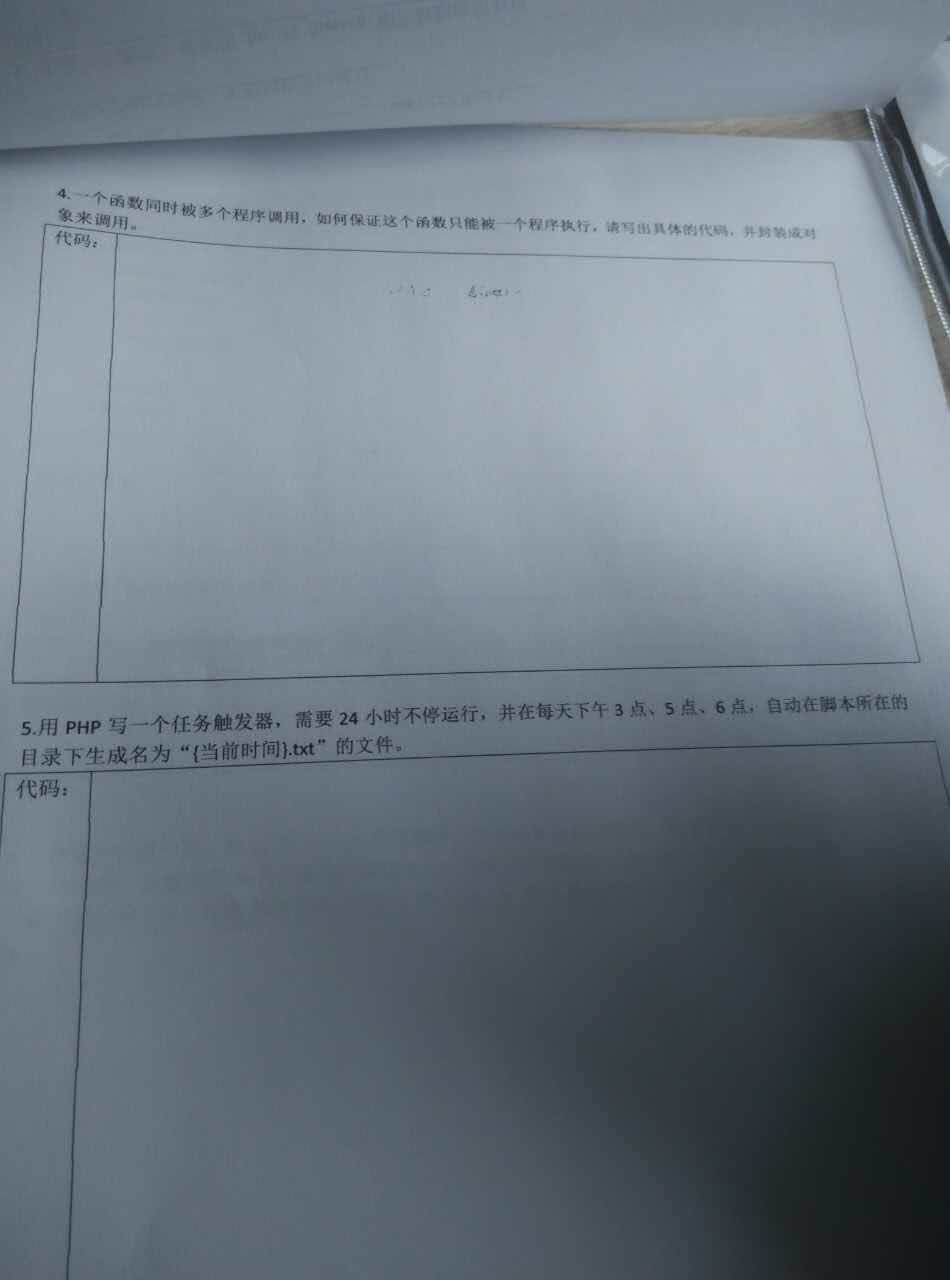 4.一个函数同时被多个程序调用，如何保证这个函数只能被一个程序执行，请写出具体的代码，并封装成对
象来调用。
代码：
5.用 PHP 写一个任务触发器，需要 24 小时不停运行，并在每天下午 3 点、5 点、6 点，自动在脚本所在的
目录下生成名为“{当前时间}.txt”的文件。
代码：